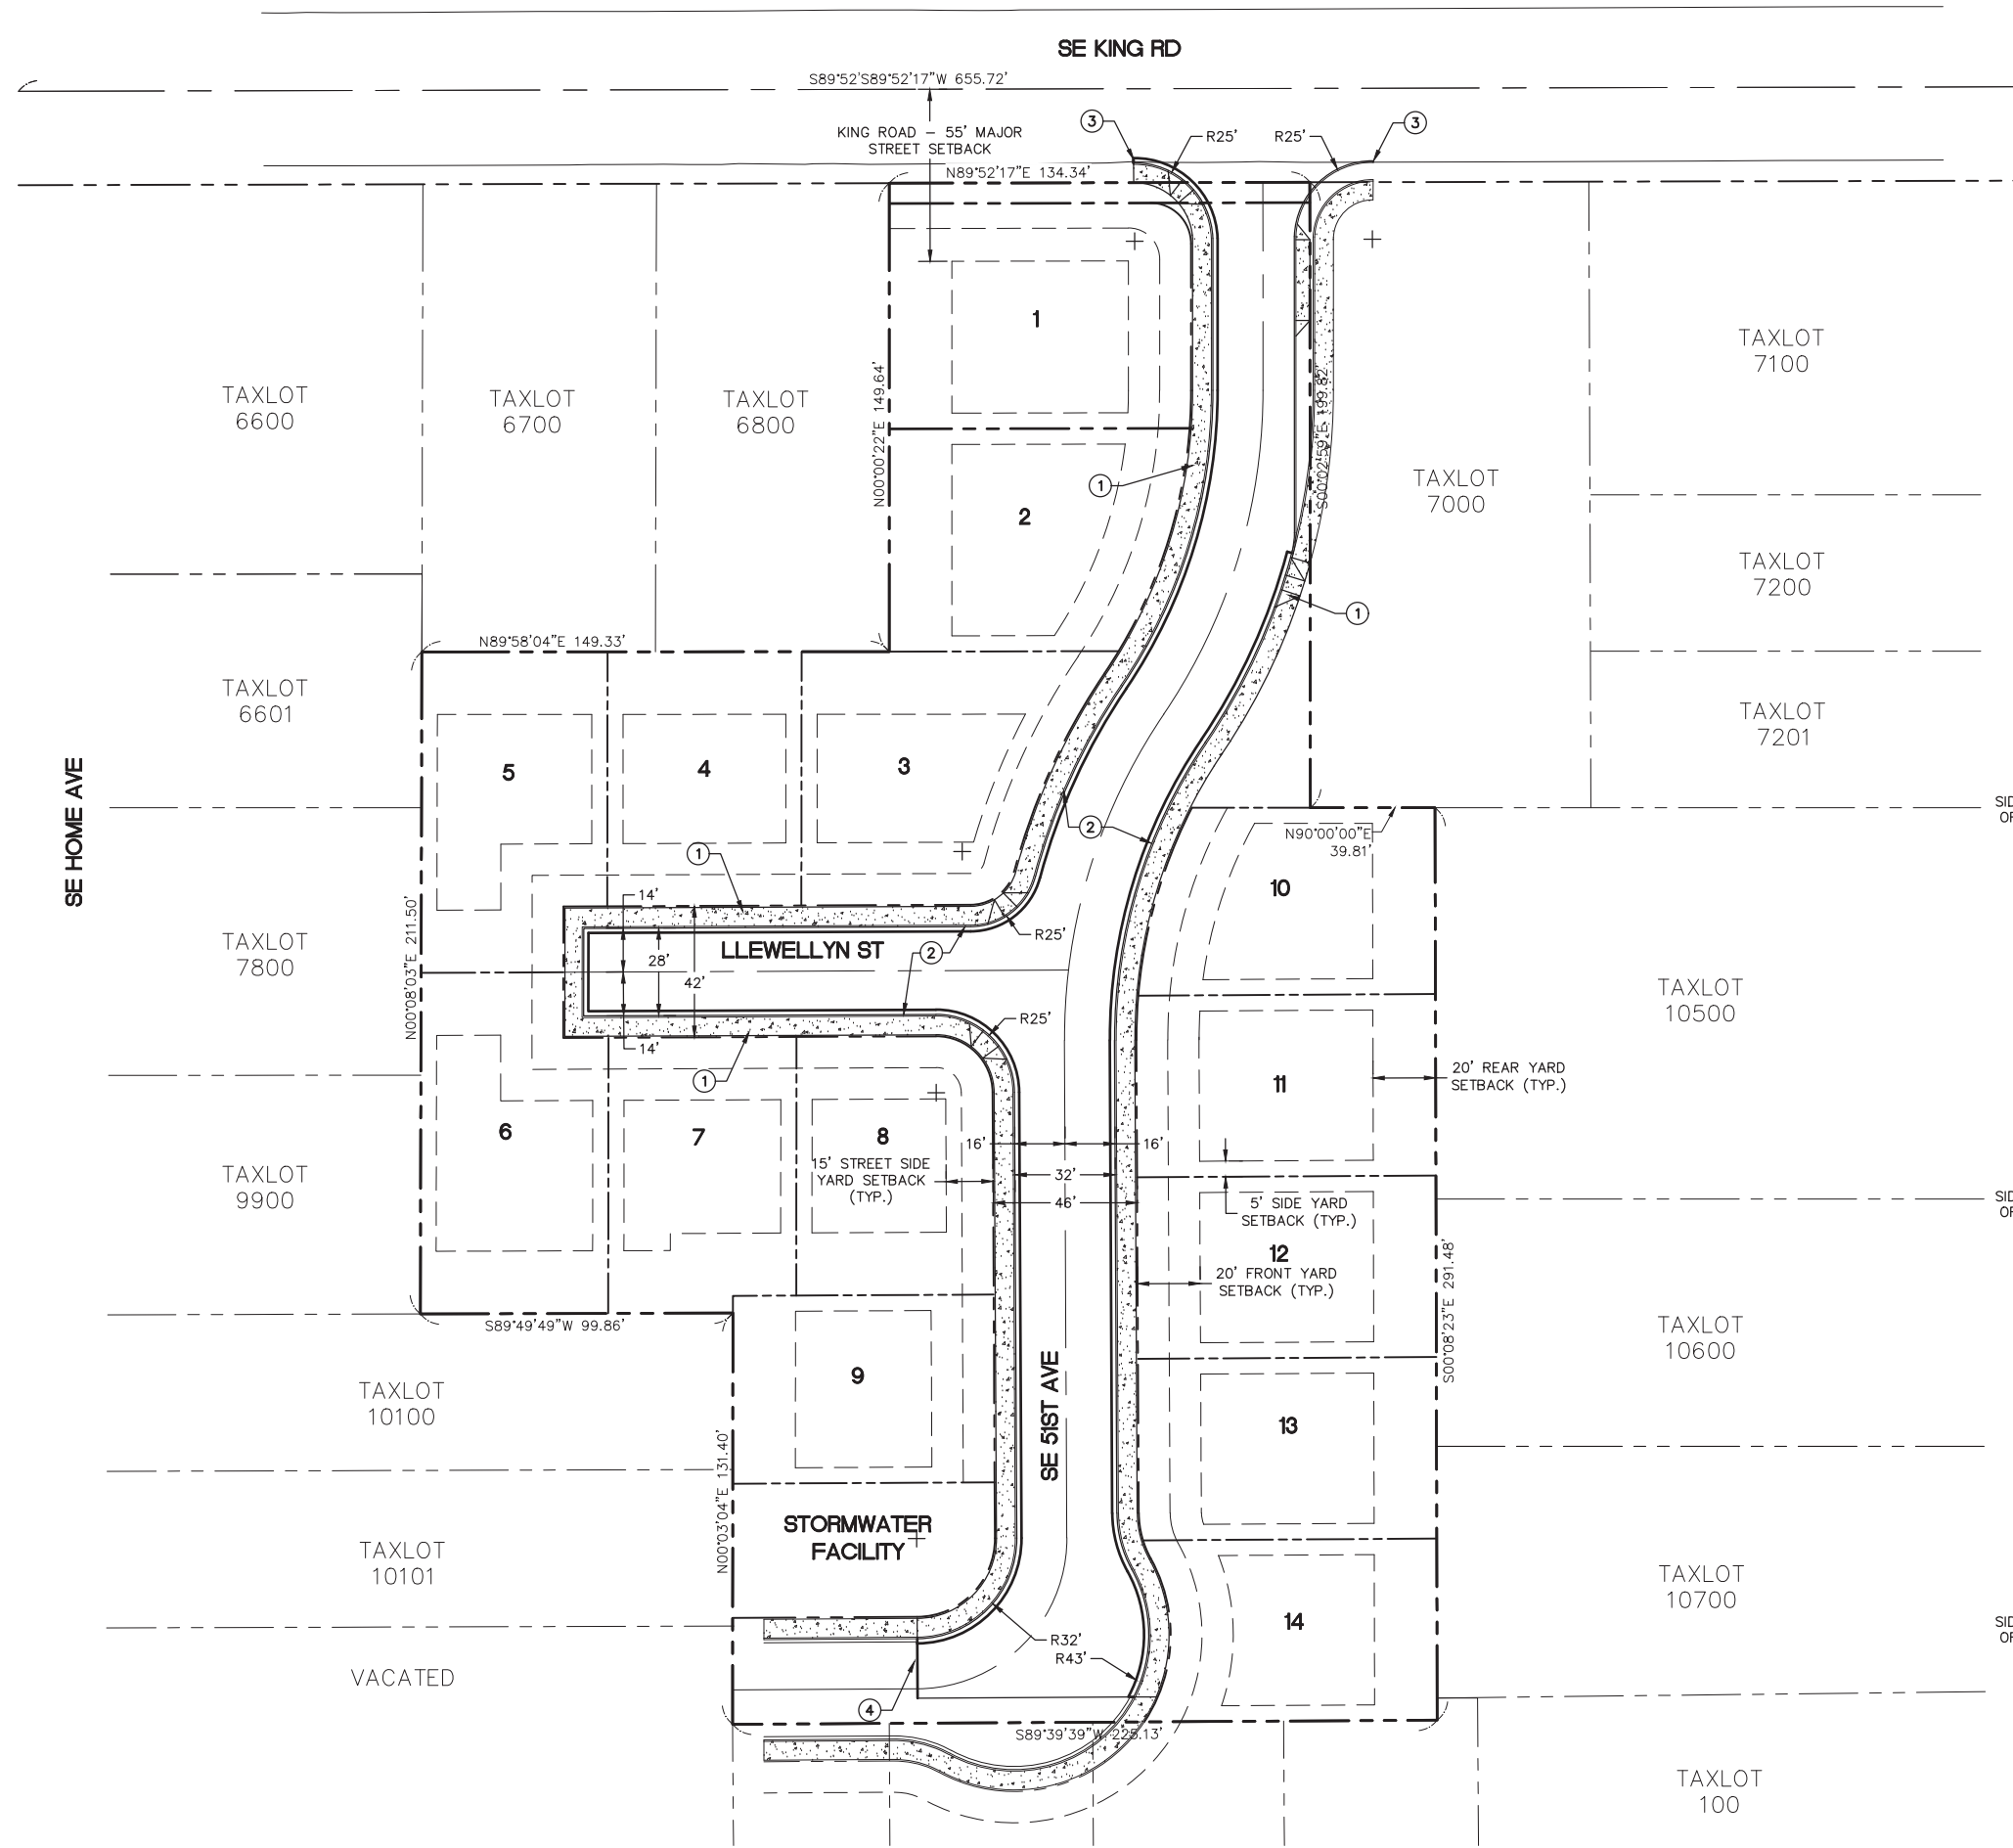 SE KING RD
S89°52'S89°52'17"W 655.72'
KING ROAD - 55' MAJOR
STREET SETBACK
3
R25'
R25'
3
N89°52'17"E 134.34'
1
TAXLOT
6600
TAXLOT
6700
TAXLOT
6800
N00°00'22"E 149.64'
S00°02'59"E 199.82'
TAXLOT
7100
TAXLOT
7000
1
2
TAXLOT
7200
1
N89°58'04"E 149.33'
TAXLOT
6601
TAXLOT
7201
SE HOME AVE
5
4
3
2
N90°00'00"E
39.81'
SID
OF
10
1
14'
N00°08'03"E 211.50'
TAXLOT
7800
LLEWELLYN ST
R25'
2
28'
42'
TAXLOT
10500
R25'
14'
1
11
20' REAR YARD
SETBACK (TYP.)
6
7
8
16'
16'
15' STREET SIDE
YARD SETBACK
(TYP.)
32'
46'
TAXLOT
9900
5' SIDE YARD
SETBACK (TYP.)
SID
OF
12
20' FRONT YARD
SETBACK (TYP.)
S00°08'23"E 291.48'
S89°49'49"W 99.86'
TAXLOT
10600
9
SE 51ST AVE
TAXLOT
10100
13
N00°03'04"E 131.40'
STORMWATER
FACILITY
TAXLOT
10101
TAXLOT
10700
14
SID
OF
R32'
R43'
VACATED
4
S89°39'39"W 225.13'
TAXLOT
100